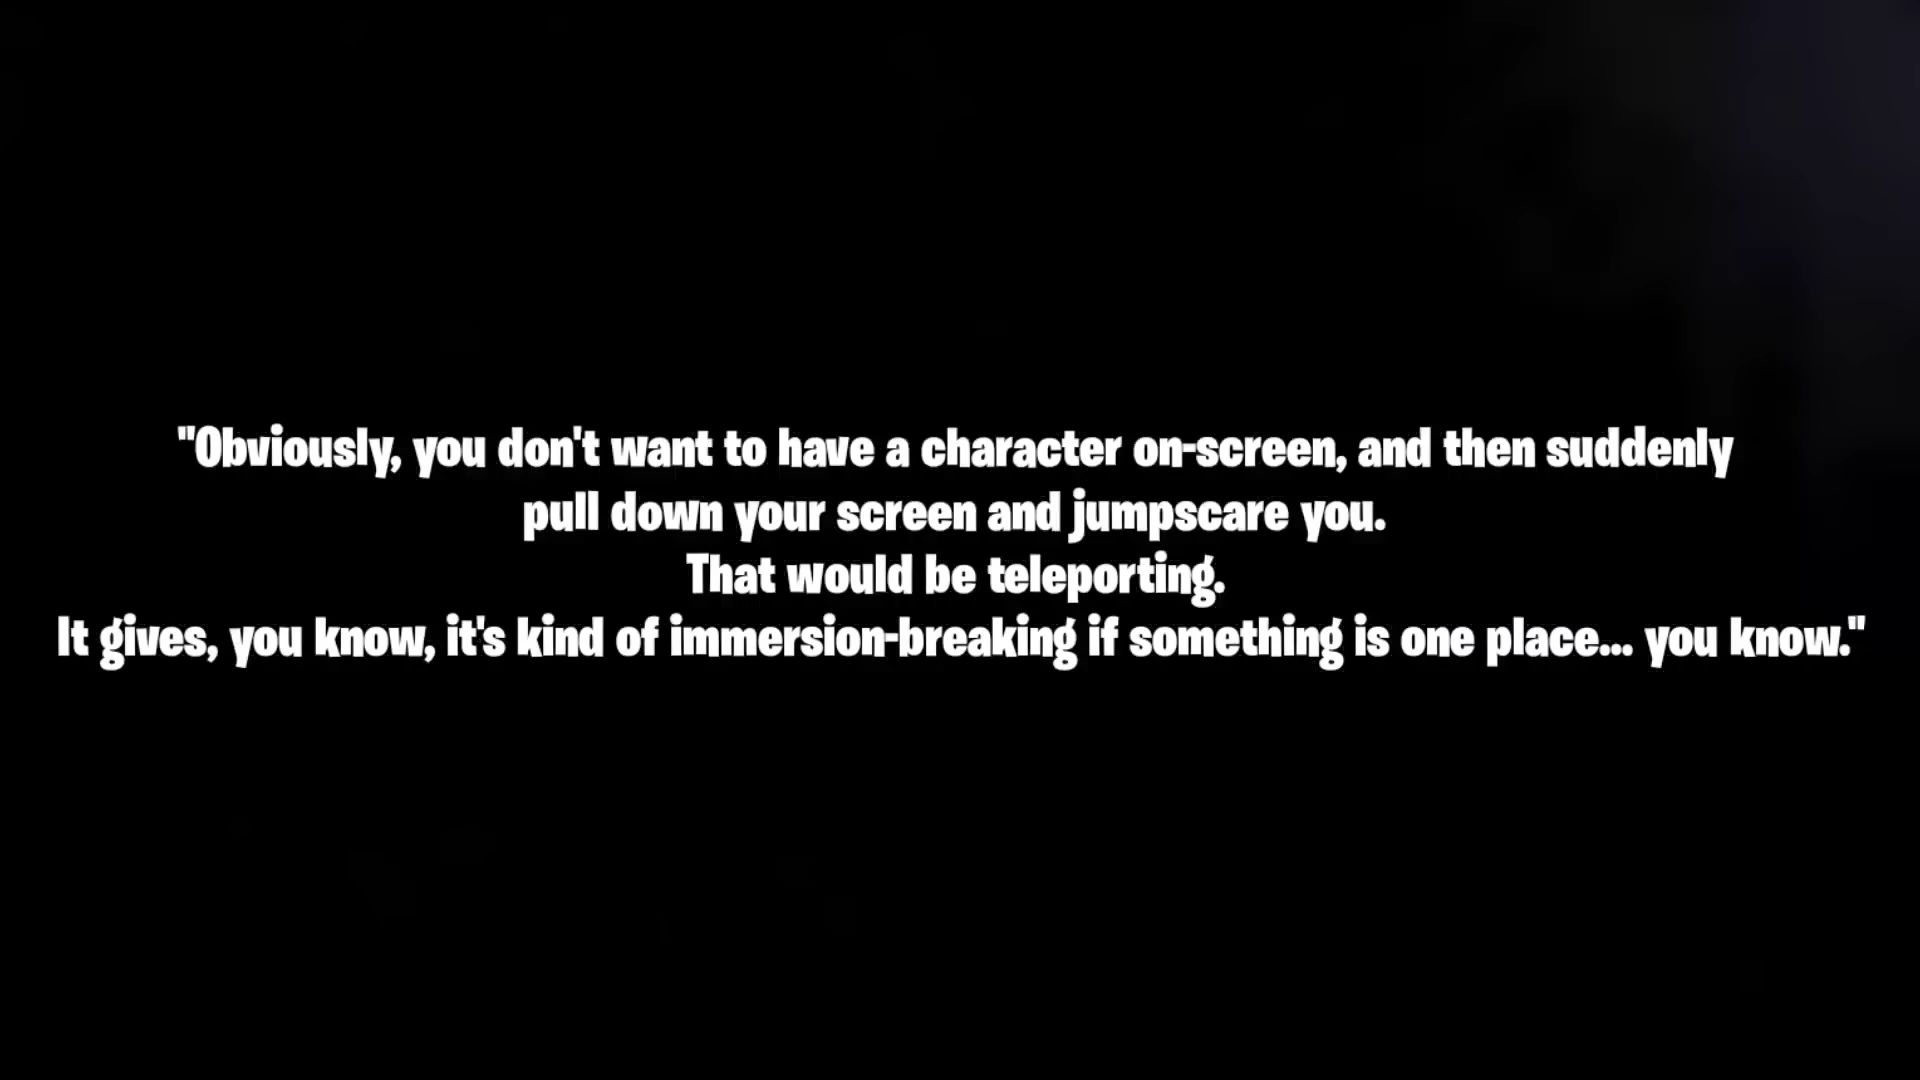 "Obviously, you don't want to have a character on-screen, and then suddenly
pull down your screen and jumpscare you.
That would be teleporting.
It gives, you know, it's kind of immersion-breaking if something is one place... you know."